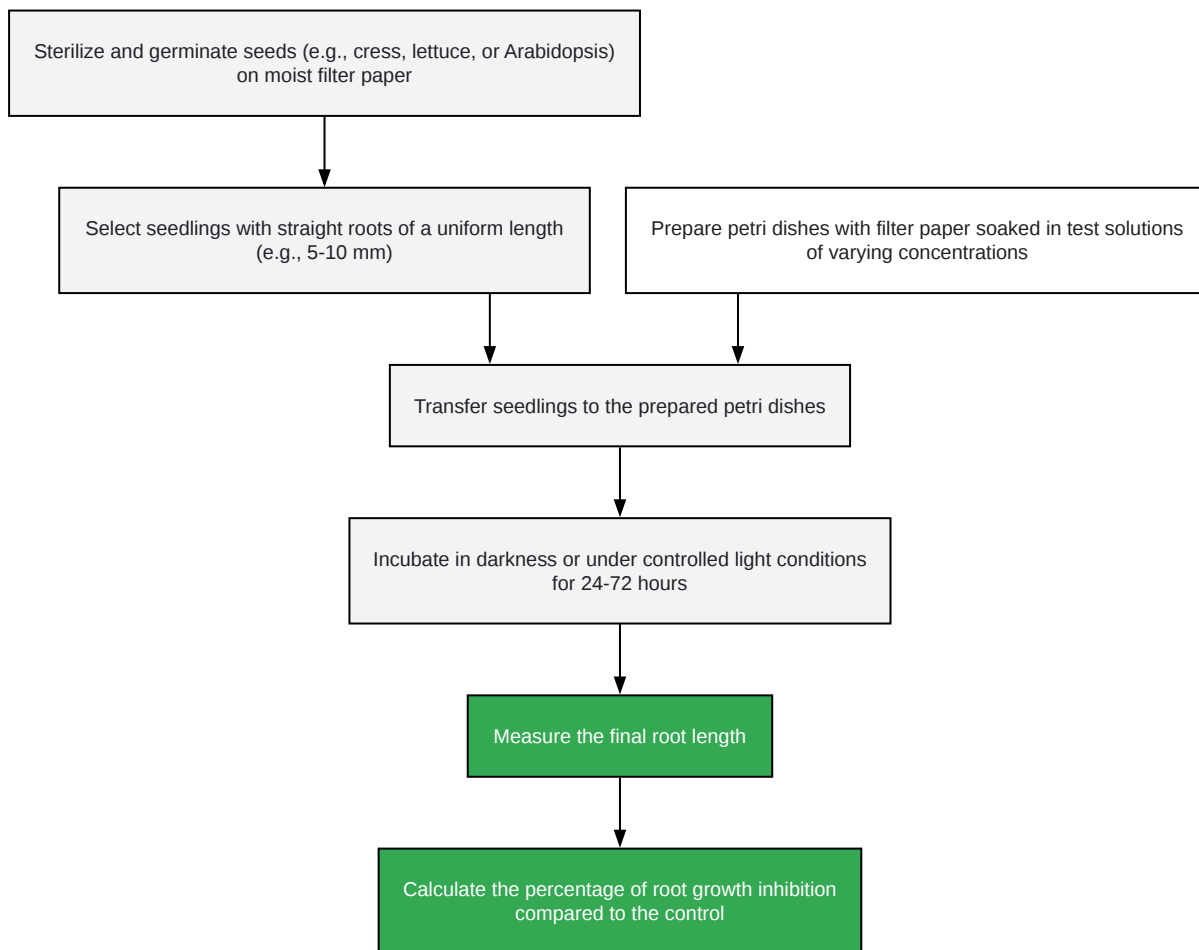 Sterilize and germinate seeds (e.g., cress, lettuce, or Arabidopsis)
on moist filter paper
Select seedlings with straight roots of a uniform length
(e.g., 5-10 mm)
Prepare petri dishes with filter paper soaked in test solutions
of varying concentrations
Transfer seedlings to the prepared petri dishes
Incubate in darkness or under controlled light conditions
for 24-72 hours
Measure the final root length
Calculate the percentage of root growth inhibition
compared to the control